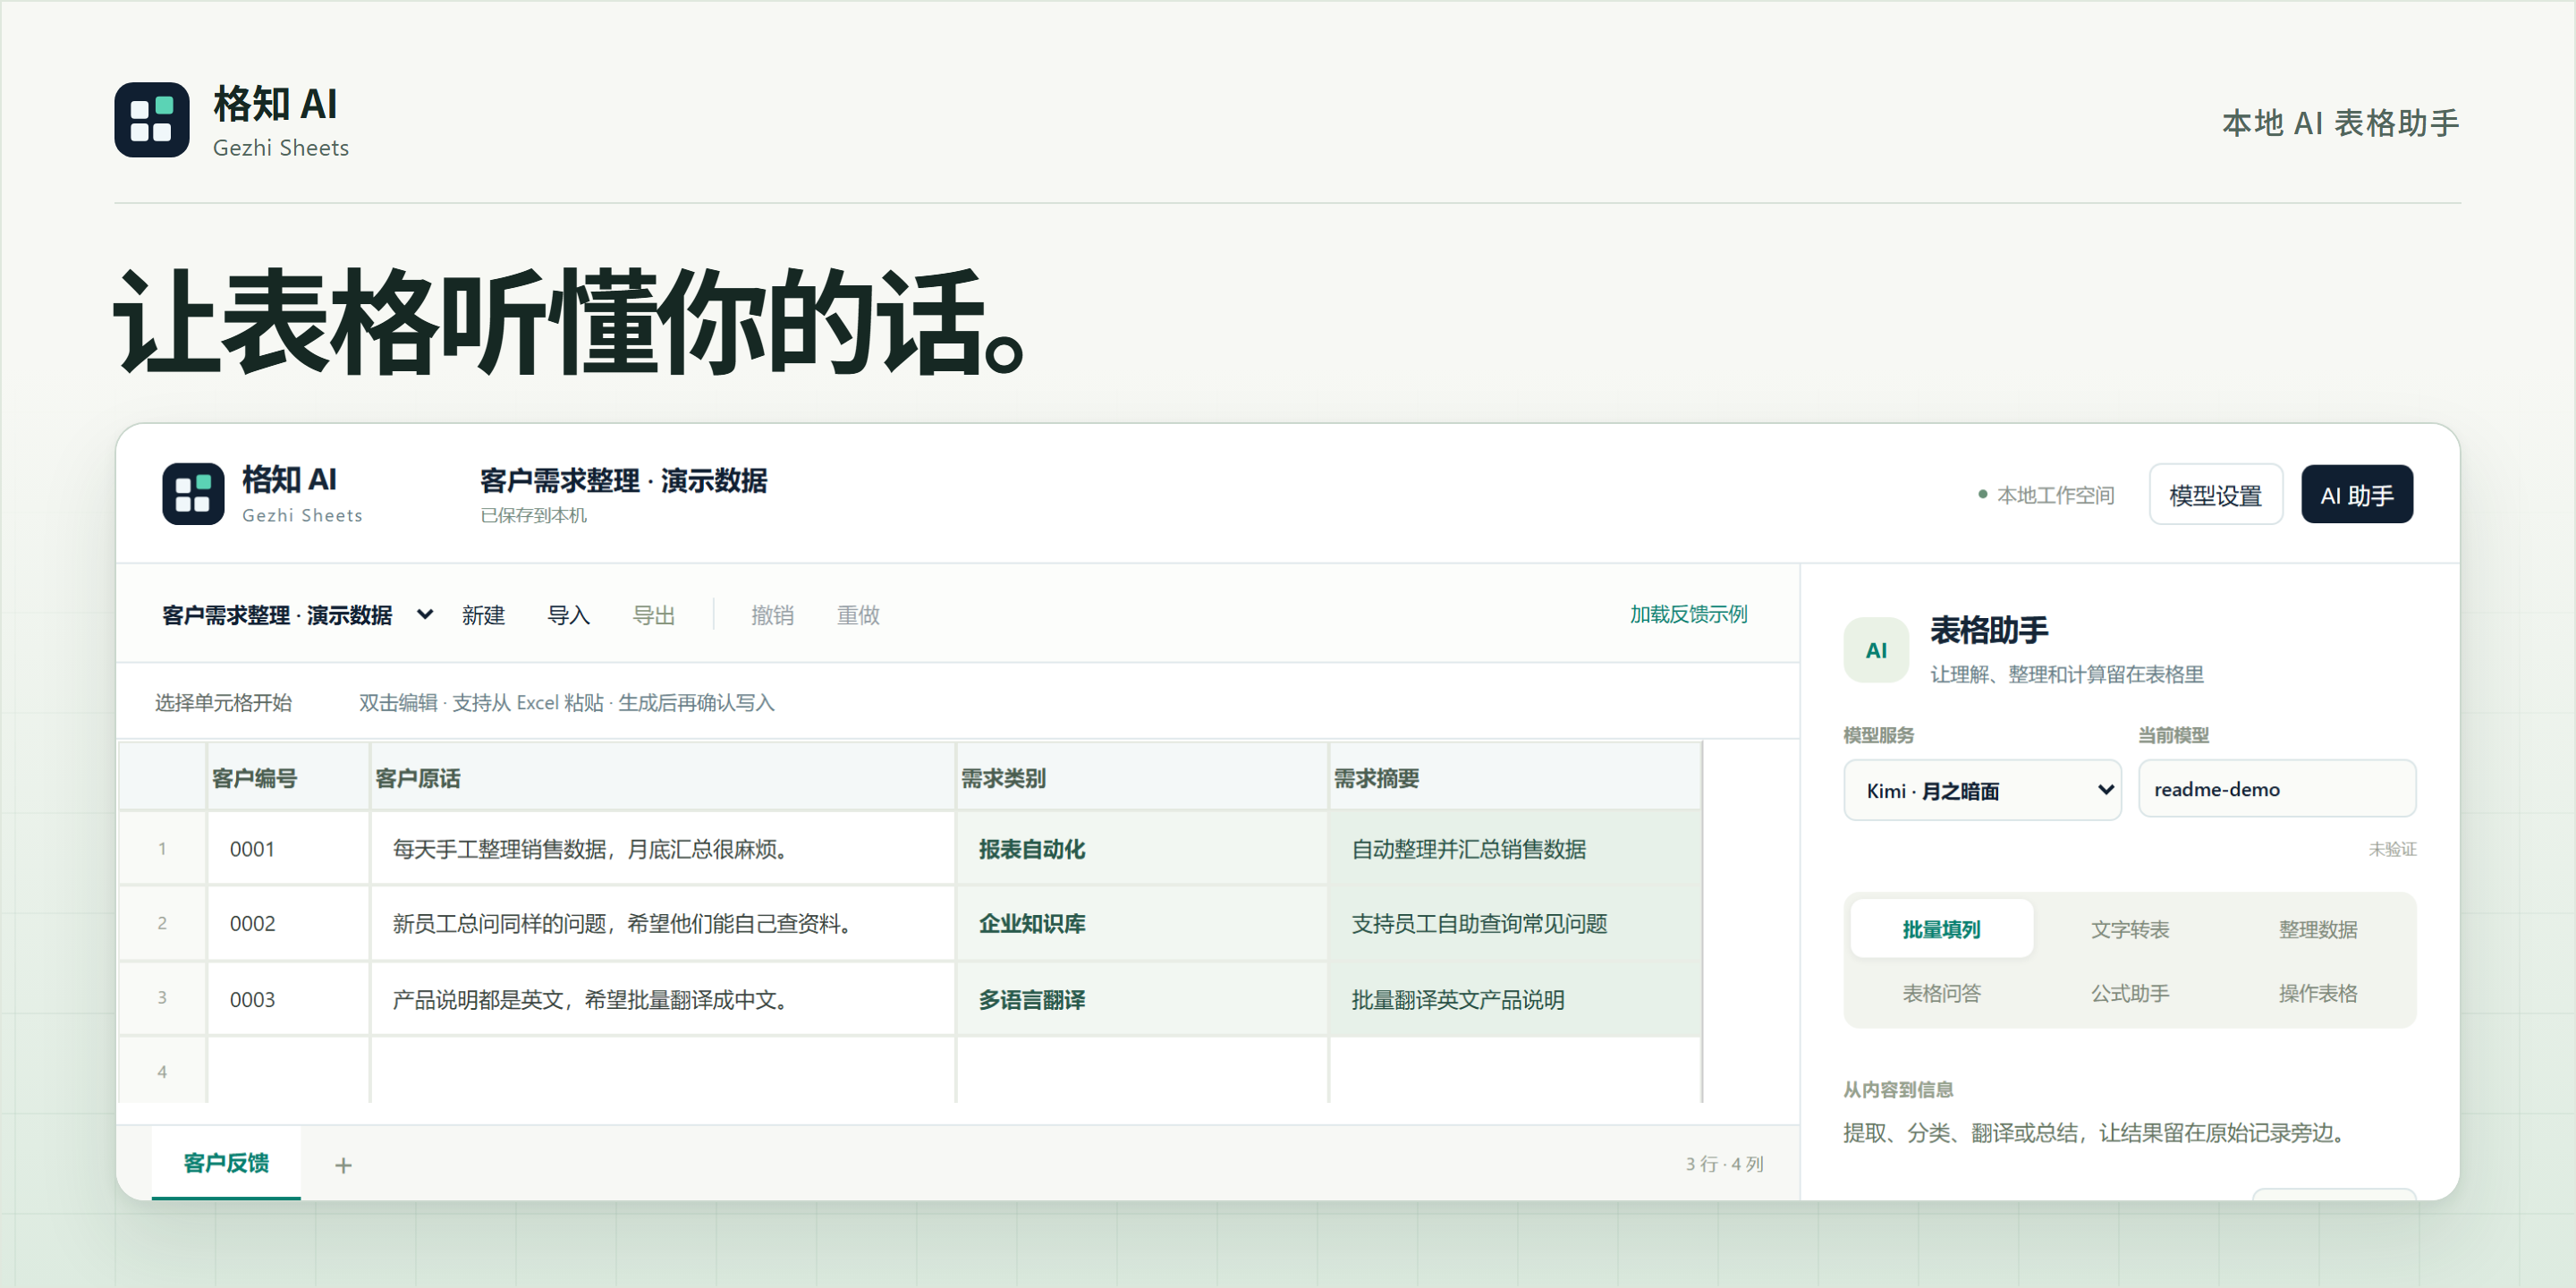 格知 AI
Gezhi Sheets
本地 AI 表格助手
让表格听懂你的话。
格知 AI
Gezhi Sheets
客户需求整理 · 演示数据
已保存到本机
本地工作空间
模型设置
AI 助手
客户需求整理 · 演示数据
新建
导入
导出
撤销
重做
加载反馈示例
选择单元格开始
双击编辑 · 支持从 Excel 粘贴 · 生成后再确认写入
客户编号 客户原话 需求类别 需求摘要
1 0001 每天手工整理销售数据，月底汇总很麻烦。 报表自动化 自动整理并汇总销售数据
2 0002 新员工总问同样的问题，希望他们能自己查资料。 企业知识库 支持员工自助查询常见问题
3 0003 产品说明都是英文，希望批量翻译成中文。 多语言翻译 批量翻译英文产品说明
4
客户反馈
+
3 行 · 4 列
AI
表格助手
让理解、整理和计算留在表格里
模型服务 当前模型
Kimi · 月之暗面 readme-demo
未验证
批量填列 文字转表 整理数据
表格问答 公式助手 操作表格
从内容到信息
提取、分类、翻译或总结，让结果留在原始记录旁边。